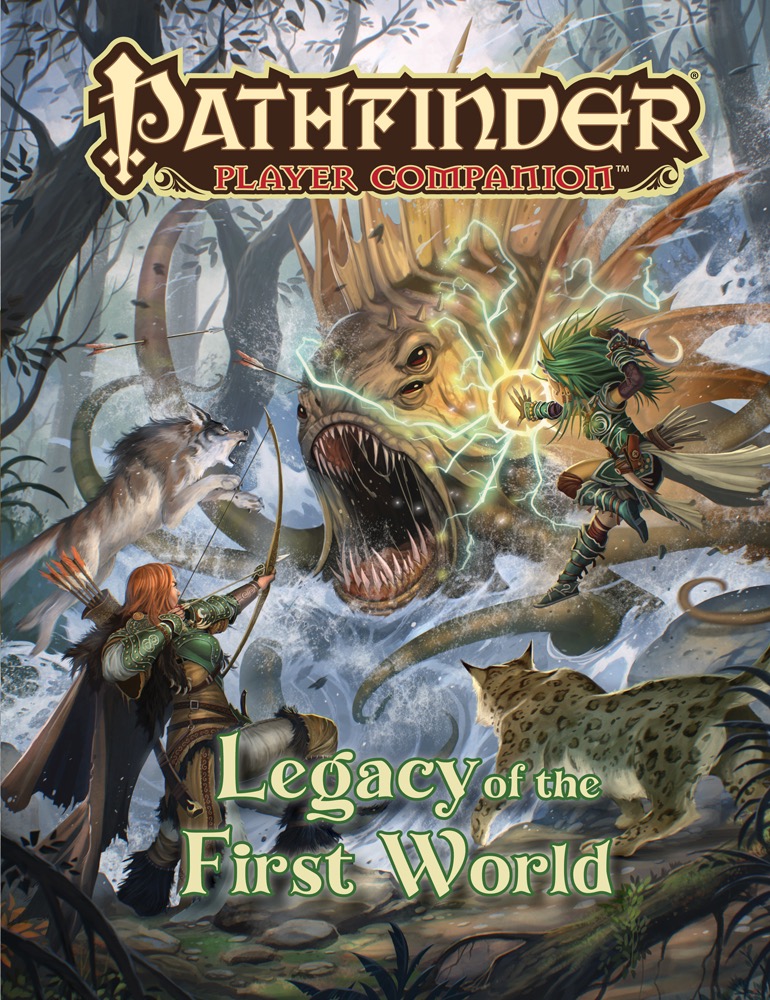 PATHFINDER®
PLAYER COMPANION™
Legacy of the
First World